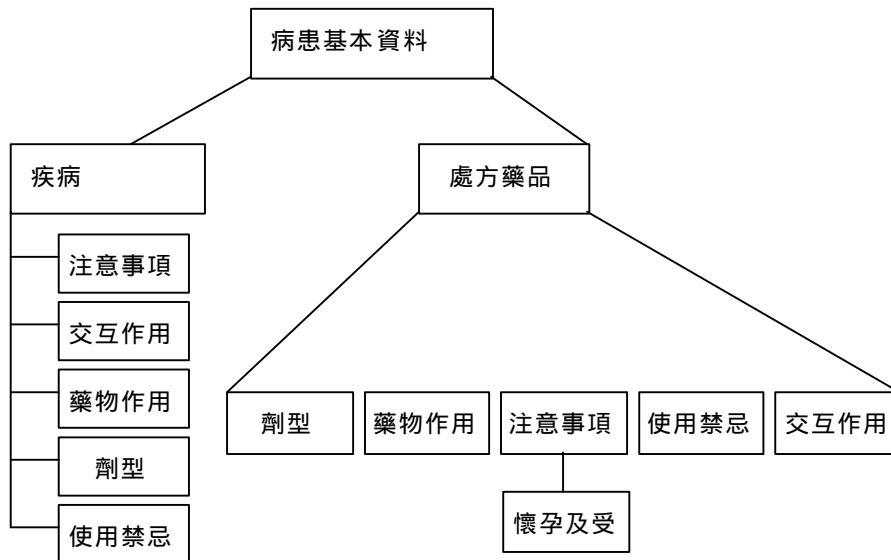 病患基本資料
疾病
處方藥品
注意事項
交互作用
藥物作用
劑型
使用禁忌
劑型
藥物作用
注意事項
使用禁忌
交互作用
懷孕及受